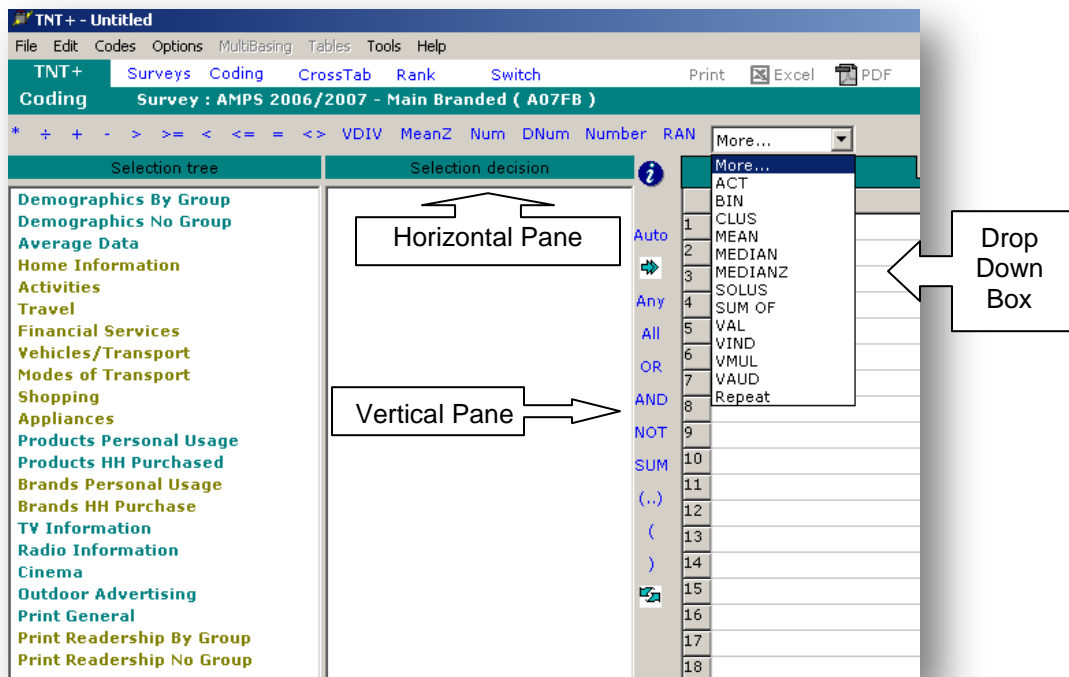 TNT+ - Untitled
File Edit Codes Options MultiBasing Tables Tools Help
TNT+ Surveys Coding CrossTab Rank Switch Print Excel PDF
Coding Survey : AMPS 2006/2007 - Main Branded ( A07FB )
* ÷ + - > >= < <= = <> VDIV MeanZ Num DNum Number RAN More...
Selection tree
Demographics By Group
Demographics No Group
Average Data
Home Information
Activities
Travel
Financial Services
Vehicles/Transport
Modes of Transport
Shopping
Appliances
Products Personal Usage
Products HH Purchased
Brands Personal Usage
Brands HH Purchase
TV Information
Radio Information
Cinema
Outdoor Advertising
Print General
Print Readership By Group
Print Readership No Group
Selection decision
Horizontal Pane
Vertical Pane
i
Auto
Any
All
OR
AND
NOT
SUM
(..)
(
)
More...
ACT
BIN
CLUS
MEAN
MEDIAN
MEDIANZ
SOLUS
SUM OF
VAL
VIND
VMUL
VAUD
Repeat
1
2
3
4
5
6
7
8
9
10
11
12
13
14
15
16
17
18
Drop
Down
Box